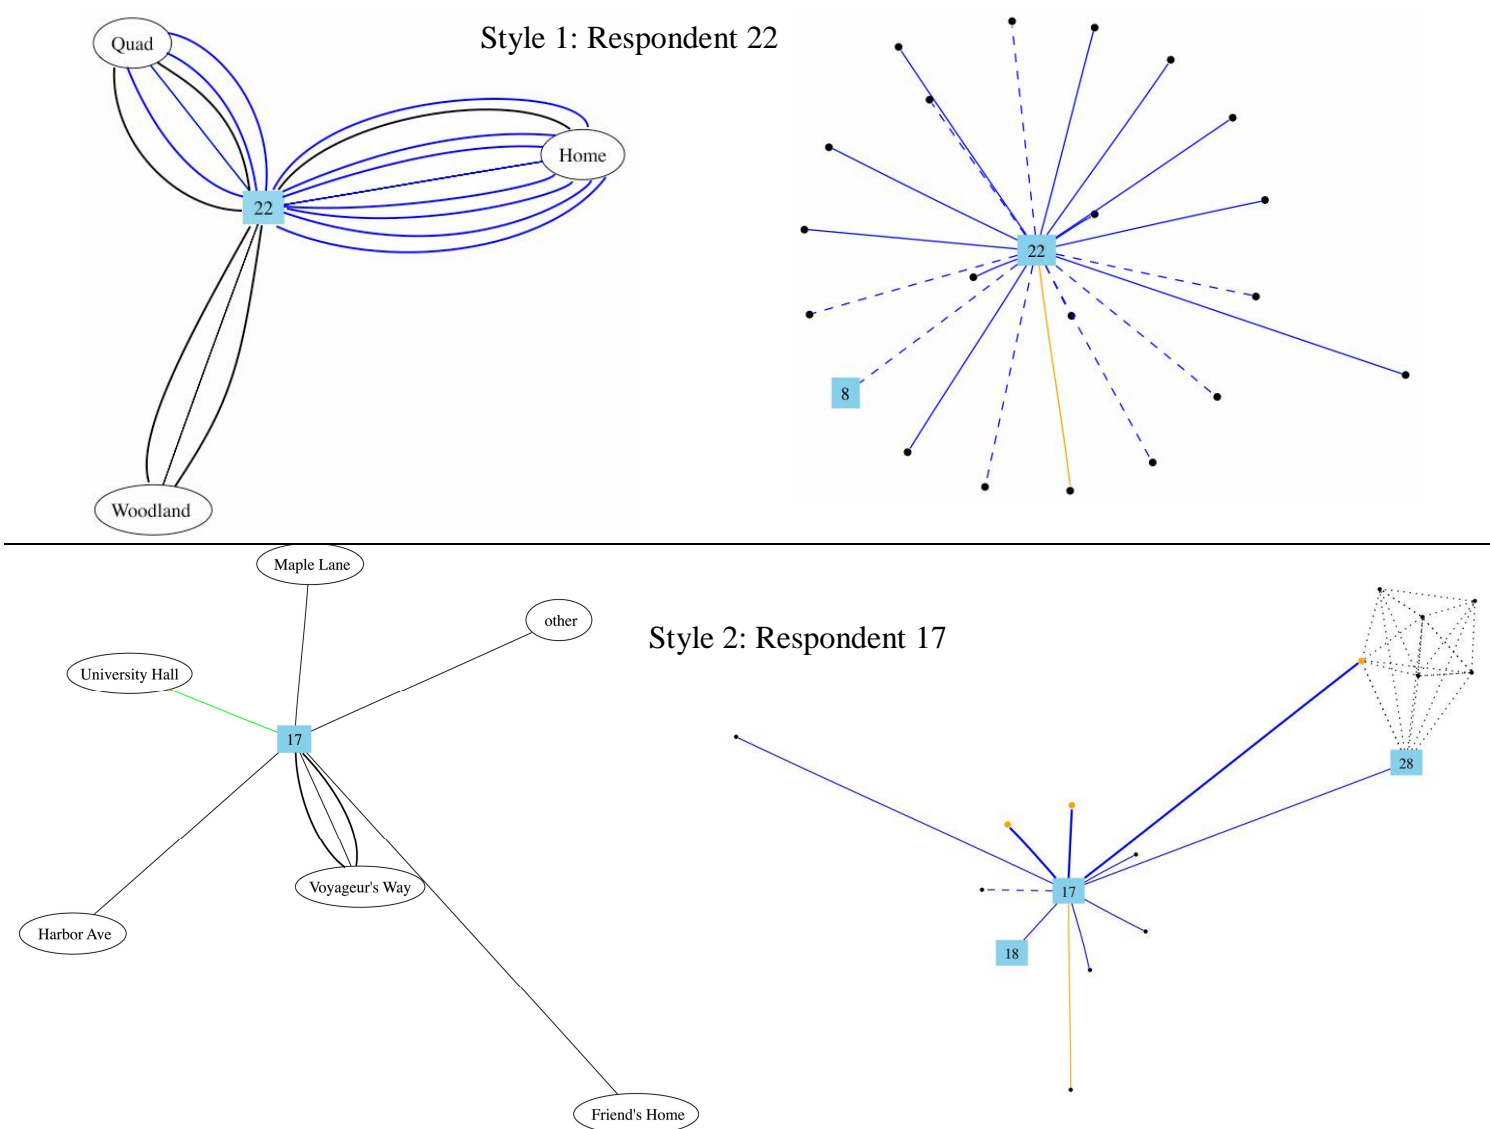 Style 1: Respondent 22
Quad
Home
22
Woodland
22
8
Style 2: Respondent 17
Maple Lane
other
University Hall
17
Voyageur's Way
Harbor Ave
Friend's Home
28
17
18